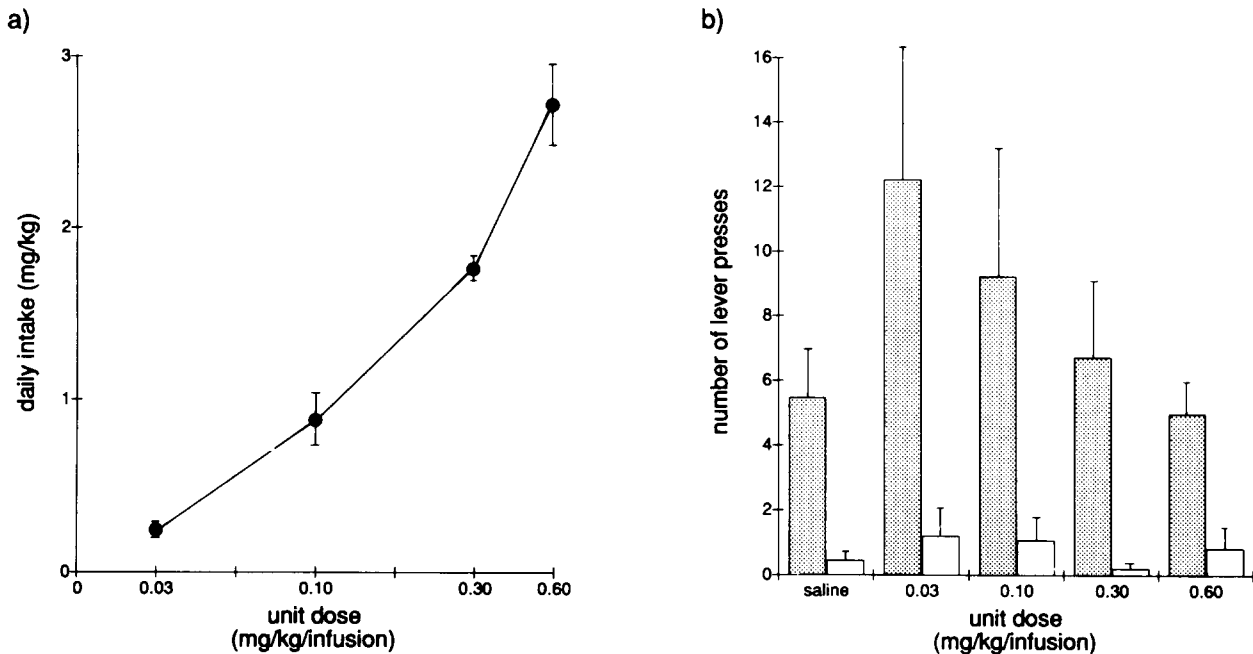 a)
3
2
1
0
daily intake (mg/kg)
0 0.03 0.10 0.30 0.60
unit dose
(mg/kg/infusion)
b)
16
14
12
10
8
6
4
2
0
number of lever presses
saline 0.03 0.10 0.30 0.60
unit dose
(mg/kg/infusion)